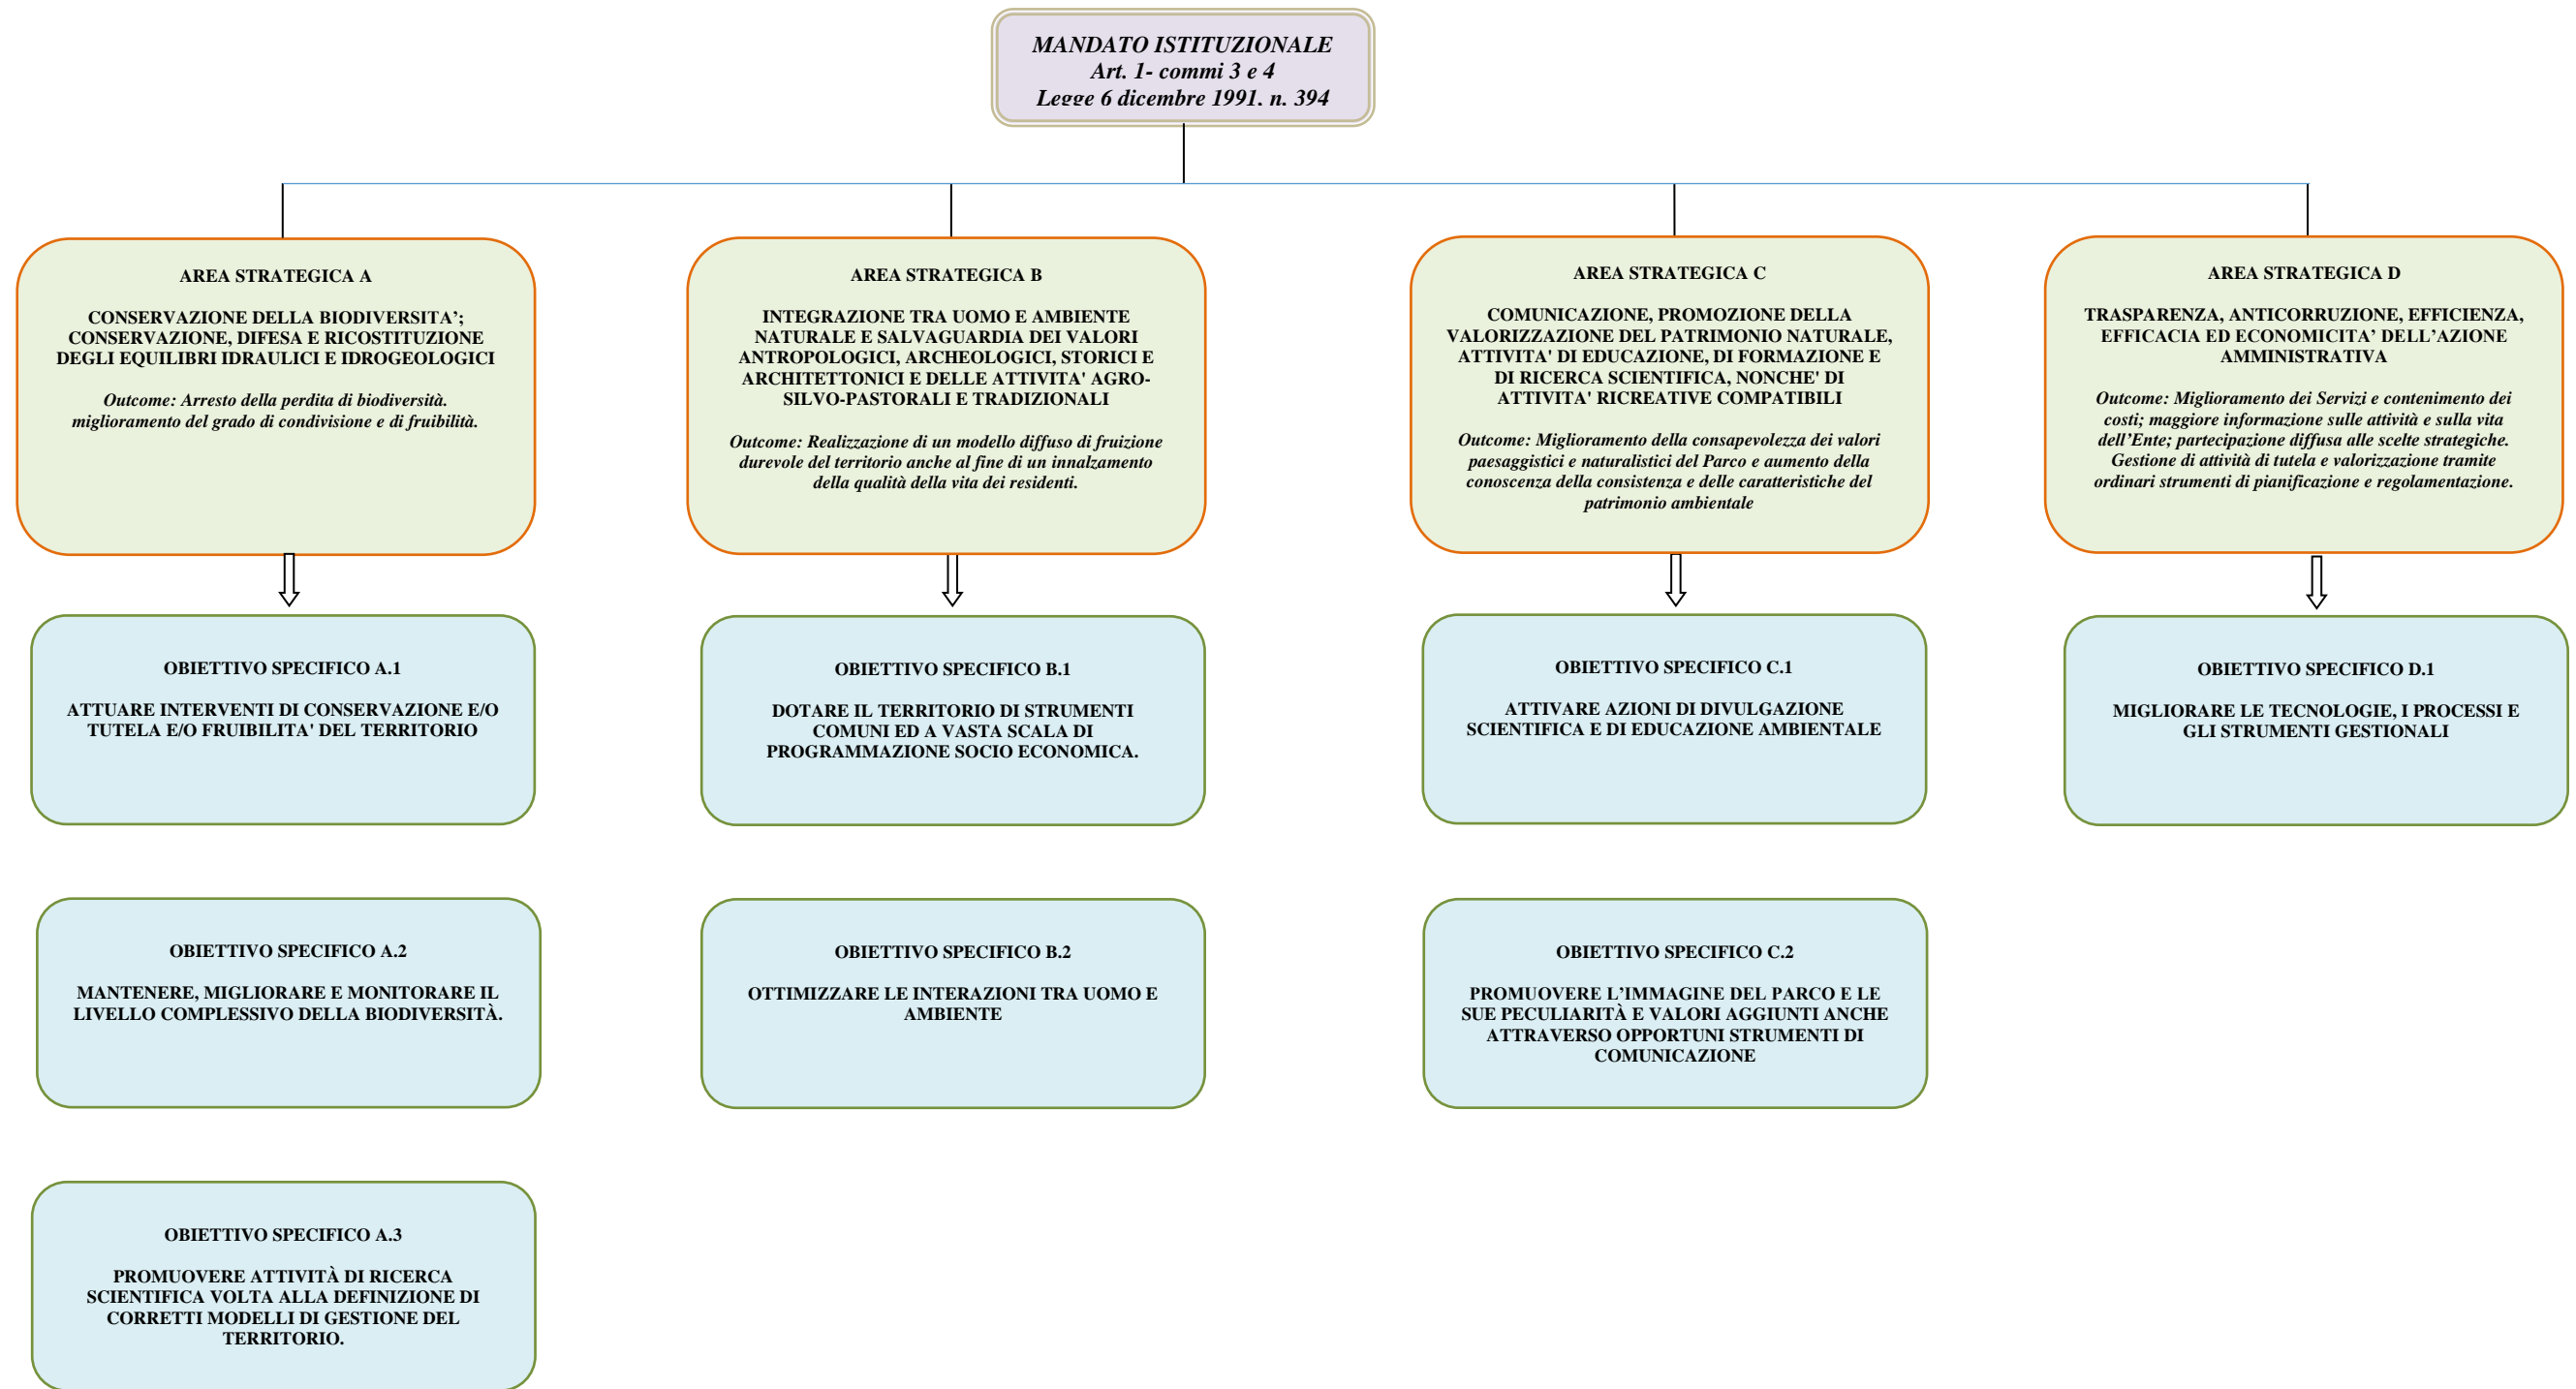 MANDATO ISTITUZIONALE
Art. 1- commi 3 e 4
Legge 6 dicembre 1991, n. 394
AREA STRATEGICA A
CONSERVAZIONE DELLA BIODIVERSITA’;
CONSERVAZIONE, DIFESA E RICOSTITUZIONE
DEGLI EQUILIBRI IDRAULICI E IDROGEOLOGICI
Outcome: Arresto della perdita di biodiversità.
miglioramento del grado di condivisione e di fruibilità.
AREA STRATEGICA B
INTEGRAZIONE TRA UOMO E AMBIENTE
NATURALE E SALVAGUARDIA DEI VALORI
ANTROPOLOGICI, ARCHEOLOGICI, STORICI E
ARCHITETTONICI E DELLE ATTIVITA' AGRO-
SILVO-PASTORALI E TRADIZIONALI
Outcome: Realizzazione di un modello diffuso di fruizione
durevole del territorio anche al fine di un innalzamento
della qualità della vita dei residenti.
AREA STRATEGICA C
COMUNICAZIONE, PROMOZIONE DELLA
VALORIZZAZIONE DEL PATRIMONIO NATURALE,
ATTIVITA' DI EDUCAZIONE, DI FORMAZIONE E
DI RICERCA SCIENTIFICA, NONCHE' DI
ATTIVITA' RICREATIVE COMPATIBILI
Outcome: Miglioramento della consapevolezza dei valori
paesaggistici e naturalistici del Parco e aumento della
conoscenza della consistenza e delle caratteristiche del
patrimonio ambientale
AREA STRATEGICA D
TRASPARENZA, ANTICORRUZIONE, EFFICIENZA,
EFFICACIA ED ECONOMICITA’ DELL’AZIONE
AMMINISTRATIVA
Outcome: Miglioramento dei Servizi e contenimento dei
costi; maggiore informazione sulle attività e sulla vita
dell’Ente; partecipazione diffusa alle scelte strategiche.
Gestione di attività di tutela e valorizzazione tramite
ordinari strumenti di pianificazione e regolamentazione.
OBIETTIVO SPECIFICO A.1
ATTUARE INTERVENTI DI CONSERVAZIONE E/O
TUTELA E/O FRUIBILITA' DEL TERRITORIO
OBIETTIVO SPECIFICO B.1
DOTARE IL TERRITORIO DI STRUMENTI
COMUNI ED A VASTA SCALA DI
PROGRAMMAZIONE SOCIO ECONOMICA.
OBIETTIVO SPECIFICO C.1
ATTIVARE AZIONI DI DIVULGAZIONE
SCIENTIFICA E DI EDUCAZIONE AMBIENTALE
OBIETTIVO SPECIFICO D.1
MIGLIORARE LE TECNOLOGIE, I PROCESSI E
GLI STRUMENTI GESTIONALI
OBIETTIVO SPECIFICO A.2
MANTENERE, MIGLIORARE E MONITORARE IL
LIVELLO COMPLESSIVO DELLA BIODIVERSITÀ.
OBIETTIVO SPECIFICO B.2
OTTIMIZZARE LE INTERAZIONI TRA UOMO E
AMBIENTE
OBIETTIVO SPECIFICO C.2
PROMUOVERE L’IMMAGINE DEL PARCO E LE
SUE PECULIARITÀ E VALORI AGGIUNTI ANCHE
ATTRAVERSO OPPORTUNI STRUMENTI DI
COMUNICAZIONE
OBIETTIVO SPECIFICO A.3
PROMUOVERE ATTIVITÀ DI RICERCA
SCIENTIFICA VOLTA ALLA DEFINIZIONE DI
CORRETTI MODELLI DI GESTIONE DEL
TERRITORIO.